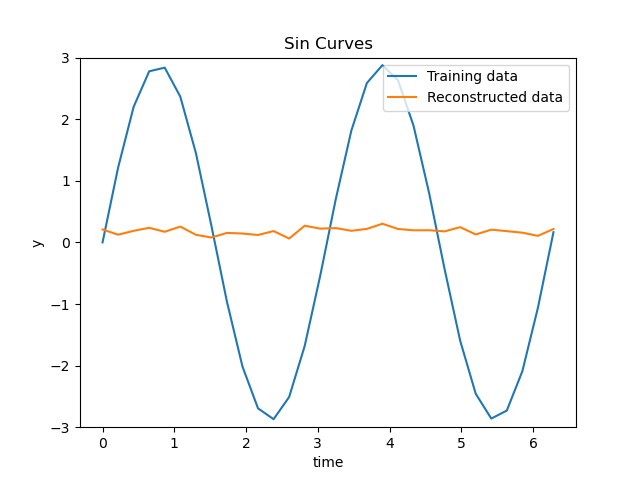 Sin Curves
Training data
Reconstructed data
y
3
2
1
0
−1
−2
−3
0 1 2 3 4 5 6
time